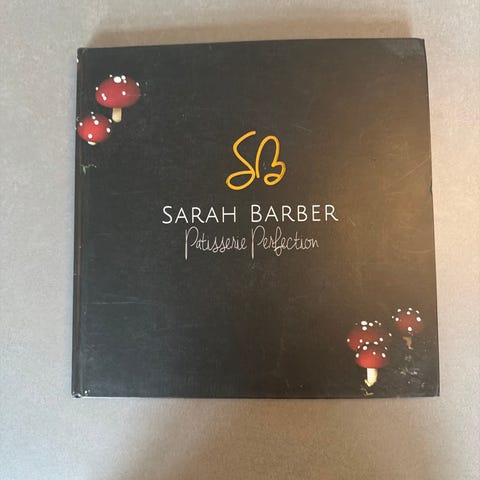 SB
SARAH BARBER
Patisserie Perfection